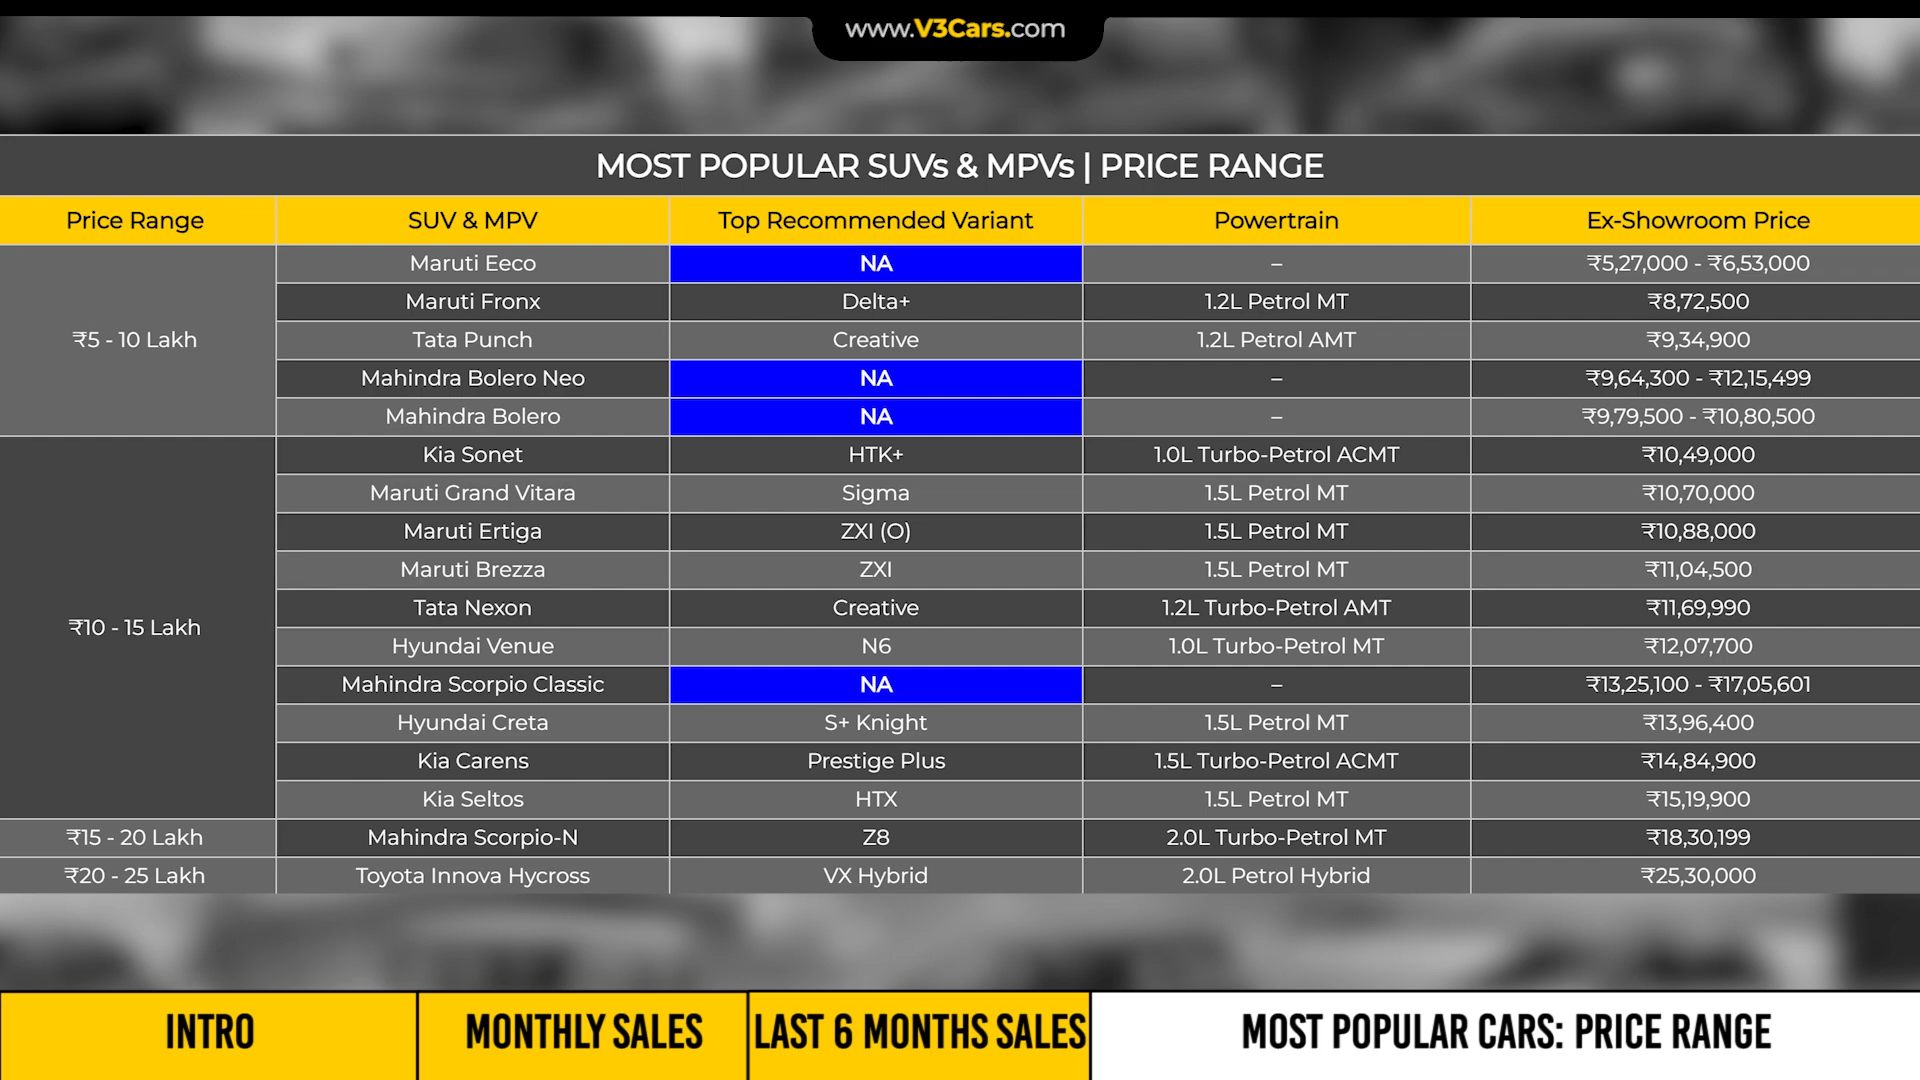 www.V3Cars.com
MOST POPULAR SUVs & MPVs | PRICE RANGE
Price Range SUV & MPV Top Recommended Variant Powertrain Ex-Showroom Price
₹5 - 10 Lakh
Maruti Eeco NA – ₹5,27,000 - ₹6,53,000
Maruti Fronx Delta+ 1.2L Petrol MT ₹8,72,500
Tata Punch Creative 1.2L Petrol AMT ₹9,34,900
Mahindra Bolero Neo NA – ₹9,64,300 - ₹12,15,499
Mahindra Bolero NA – ₹9,79,500 - ₹10,80,500
₹10 - 15 Lakh
Kia Sonet HTK+ 1.0L Turbo-Petrol ACMT ₹10,49,000
Maruti Grand Vitara Sigma 1.5L Petrol MT ₹10,70,000
Maruti Ertiga ZXI (O) 1.5L Petrol MT ₹10,88,000
Maruti Brezza ZXI 1.5L Petrol MT ₹11,04,500
Tata Nexon Creative 1.2L Turbo-Petrol AMT ₹11,69,990
Hyundai Venue N6 1.0L Turbo-Petrol MT ₹12,07,700
Mahindra Scorpio Classic NA – ₹13,25,100 - ₹17,05,601
Hyundai Creta S+ Knight 1.5L Petrol MT ₹13,96,400
Kia Carens Prestige Plus 1.5L Turbo-Petrol ACMT ₹14,84,900
Kia Seltos HTX 1.5L Petrol MT ₹15,19,900
₹15 - 20 Lakh Mahindra Scorpio-N Z8 2.0L Turbo-Petrol MT ₹18,30,199
₹20 - 25 Lakh Toyota Innova Hycross VX Hybrid 2.0L Petrol Hybrid ₹25,30,000
INTRO MONTHLY SALES LAST 6 MONTHS SALES MOST POPULAR CARS: PRICE RANGE